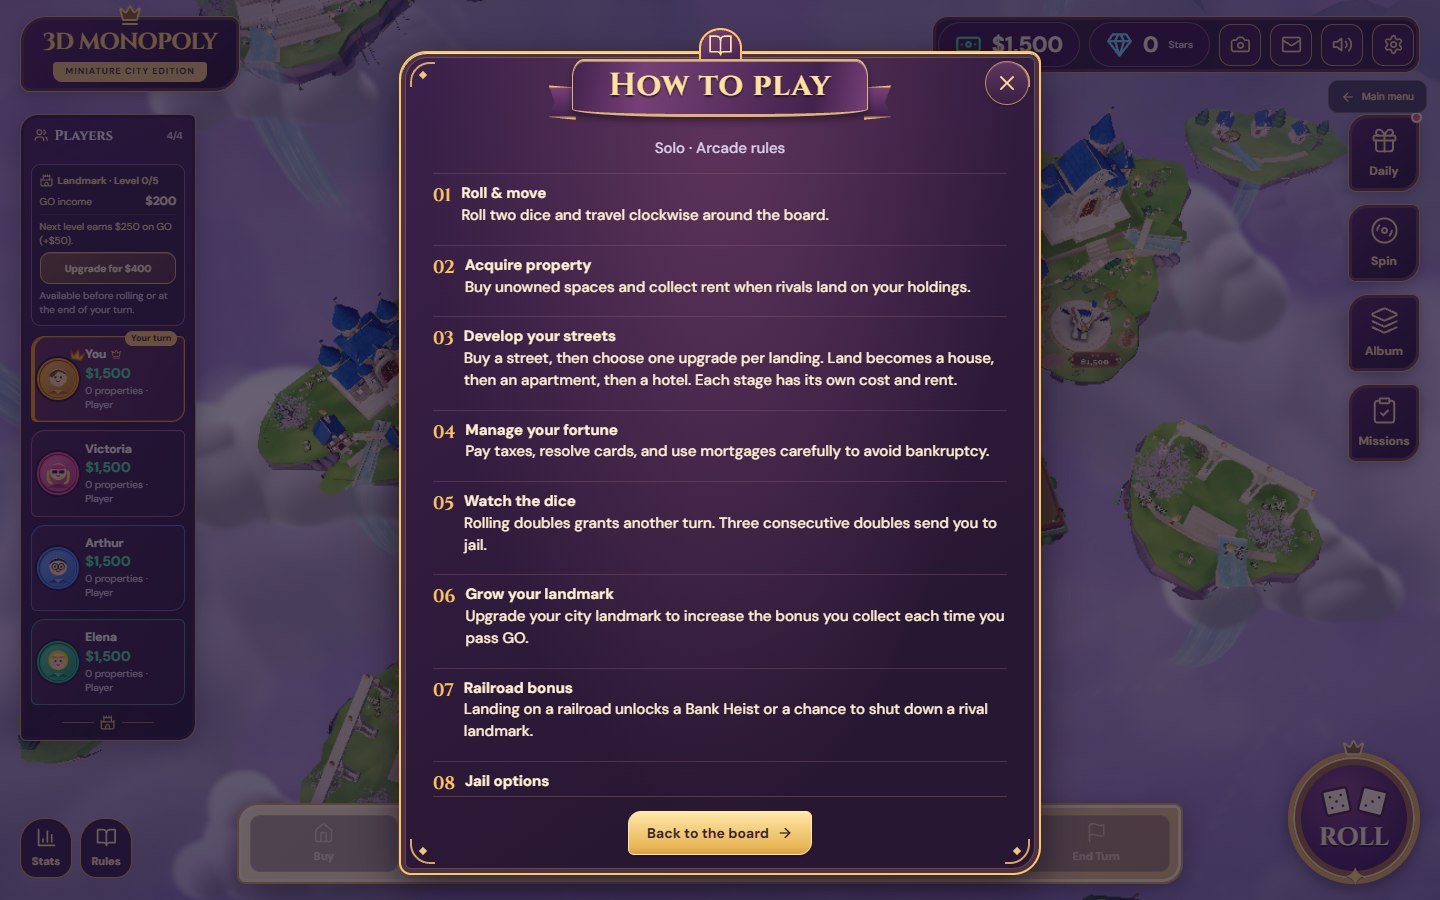 3D MONOPOLY
MINIATURE CITY EDITION
$1,500
0 Stars
Main menu
PLAYERS 4/4
Landmark · Level 0/5
GO income $200
Next level earns $250 on GO
(+$50).
Upgrade for $400
Available before rolling or at
the end of your turn.
Your turn
You
$1,500
0 properties ·
Player
Victoria
$1,500
0 properties ·
Player
Arthur
$1,500
0 properties ·
Player
Elena
$1,500
0 properties ·
Player
HOW TO PLAY
Solo · Arcade rules
01 Roll & move
Roll two dice and travel clockwise around the board.
02 Acquire property
Buy unowned spaces and collect rent when rivals land on your holdings.
03 Develop your streets
Buy a street, then choose one upgrade per landing. Land becomes a house,
then an apartment, then a hotel. Each stage has its own cost and rent.
04 Manage your fortune
Pay taxes, resolve cards, and use mortgages carefully to avoid bankruptcy.
05 Watch the dice
Rolling doubles grants another turn. Three consecutive doubles send you to
jail.
06 Grow your landmark
Upgrade your city landmark to increase the bonus you collect each time you
pass GO.
07 Railroad bonus
Landing on a railroad unlocks a Bank Heist or a chance to shut down a rival
landmark.
08 Jail options
Back to the board
Daily
Spin
Album
Missions
$1,500
Stats
Rules
Buy
End Turn
ROLL